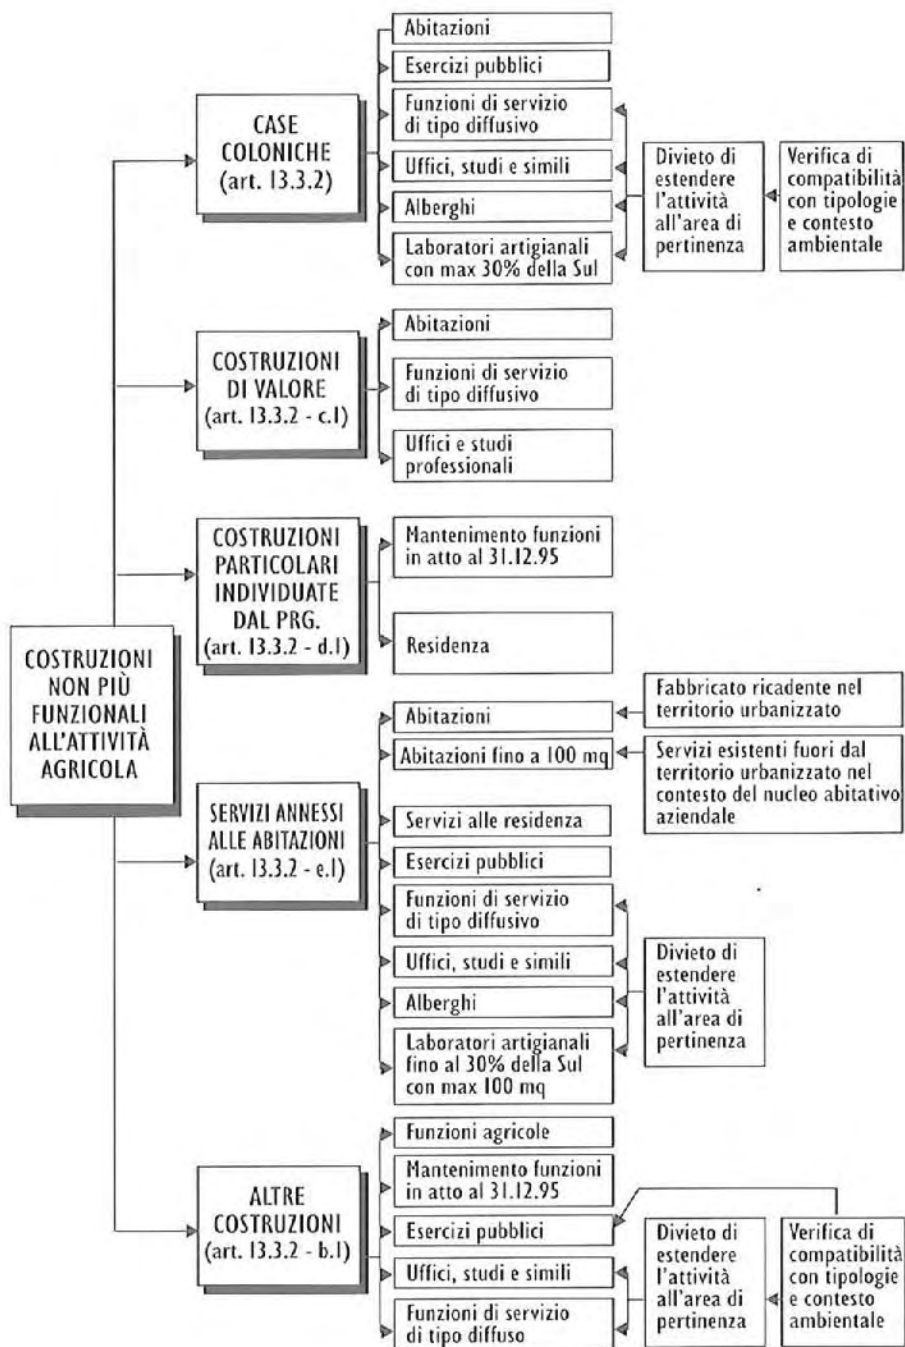 COSTRUZIONI
NON PIÙ
FUNZIONALI
ALL'ATTIVITÀ
AGRICOLA
CASE
COLONICHE
(art. 13.3.2)
Abitazioni
Esercizi pubblici
Funzioni di servizio
di tipo diffusivo
Uffici, studi e simili
Alberghi
Laboratori artigianali
con max 30% della Sul
Divieto di
estendere
l'attività
all'area di
pertinenza
Verifica di
compatibilità
con tipologie
e contesto
ambientale
COSTRUZIONI
DI VALORE
(art. 13.3.2 - c.1)
Abitazioni
Funzioni di servizio
di tipo diffusivo
Uffici e studi
professionali
COSTRUZIONI
PARTICOLARI
INDIVIDUATE
DAL PRG.
(art. 13.3.2 - d.1)
Mantenimento funzioni
in atto al 31.12.95
Residenza
SERVIZI ANNESSI
ALLE ABITAZIONI
(art. 13.3.2 - e.1)
Abitazioni
Fabbricato ricadente nel
territorio urbanizzato
Abitazioni fino a 100 mq
Servizi esistenti fuori dal
territorio urbanizzato nel
contesto del nucleo abitativo
aziendale
Servizi alle residenza
Esercizi pubblici
Funzioni di servizio
di tipo diffusivo
Uffici, studi e simili
Alberghi
Laboratori artigianali
fino al 30% della Sul
con max 100 mq
Divieto di
estendere
l'attività
all'area di
pertinenza
ALTRE
COSTRUZIONI
(art. 13.3.2 - b.1)
Funzioni agricole
Mantenimento funzioni
in atto al 31.12.95
Esercizi pubblici
Uffici, studi e simili
Funzioni di servizio
di tipo diffuso
Divieto di
estendere
l'attività
all'area di
pertinenza
Verifica di
compatibilità
con tipologie
e contesto
ambientale